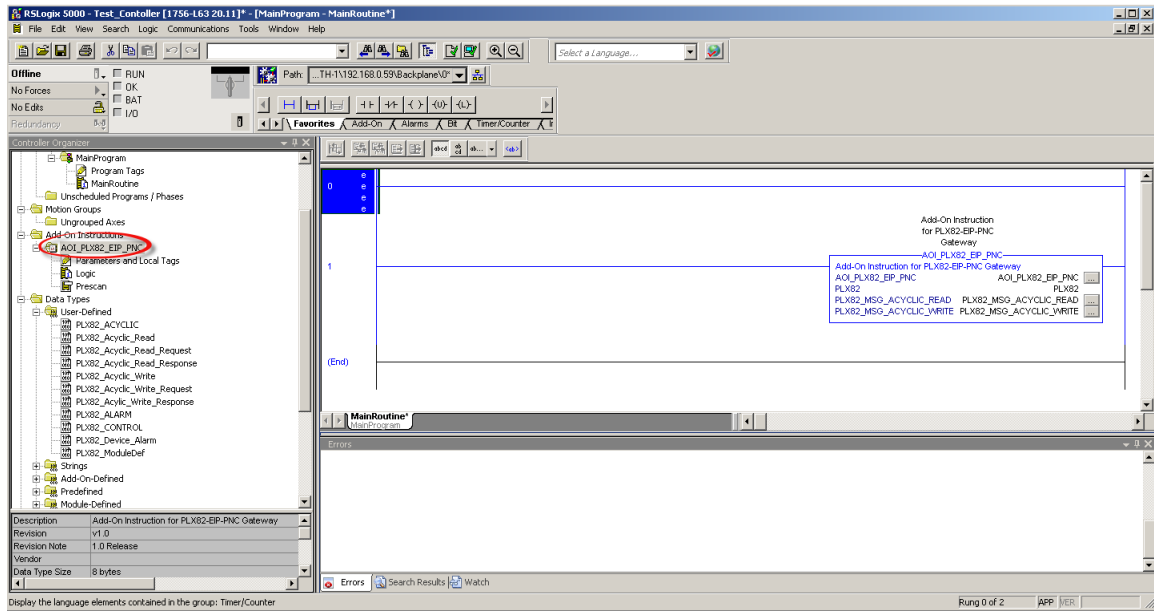 RSLogix 5000 - Test_Contoller [1756-L63 20.11]* - [MainProgram - MainRoutine*]
File Edit View Search Logic Communications Tools Window Help
Select a Language...
Offline RUN
No Forces OK
No Edits BAT
Redundancy I/O
Path: ...TH-1\192.168.0.59\Backplane\0*
Favorites Add-On Alarms Bit Timer/Counter
Controller Organizer
MainProgram
Program Tags
MainRoutine
Unscheduled Programs / Phases
Motion Groups
Ungrouped Axes
Add-On Instructions
AOI_PLX82_EIP_PNC
Parameters and Local Tags
Logic
Prescan
Data Types
User-Defined
PLX82_ACYCLIC
PLX82_Acyclic_Read
PLX82_Acyclic_Read_Request
PLX82_Acyclic_Read_Response
PLX82_Acyclic_Write
PLX82_Acyclic_Write_Request
PLX82_Acylic_Write_Response
PLX82_ALARM
PLX82_CONTROL
PLX82_Device_Alarm
PLX82_ModuleDef
Strings
Add-On-Defined
Predefined
Module-Defined
Description Add-On Instruction for PLX82-EIP-PNC Gateway
Revision v1.0
Revision Note 1.0 Release
Vendor
Data Type Size 8 bytes
0
e
e
e
e
Add-On Instruction
for PLX82-EIP-PNC
Gateway
AOI_PLX82_EIP_PNC
1
Add-On Instruction for PLX82-EIP-PNC Gateway
AOI_PLX82_EIP_PNC AOI_PLX82_EIP_PNC ...
PLX82 PLX82
PLX82_MSG_ACYCLIC_READ PLX82_MSG_ACYCLIC_READ ...
PLX82_MSG_ACYCLIC_WRITE PLX82_MSG_ACYCLIC_WRITE ...
(End)
MainRoutine*
MainProgram
Errors
Errors Search Results Watch
Display the language elements contained in the group: Timer/Counter
Rung 0 of 2 APP VER